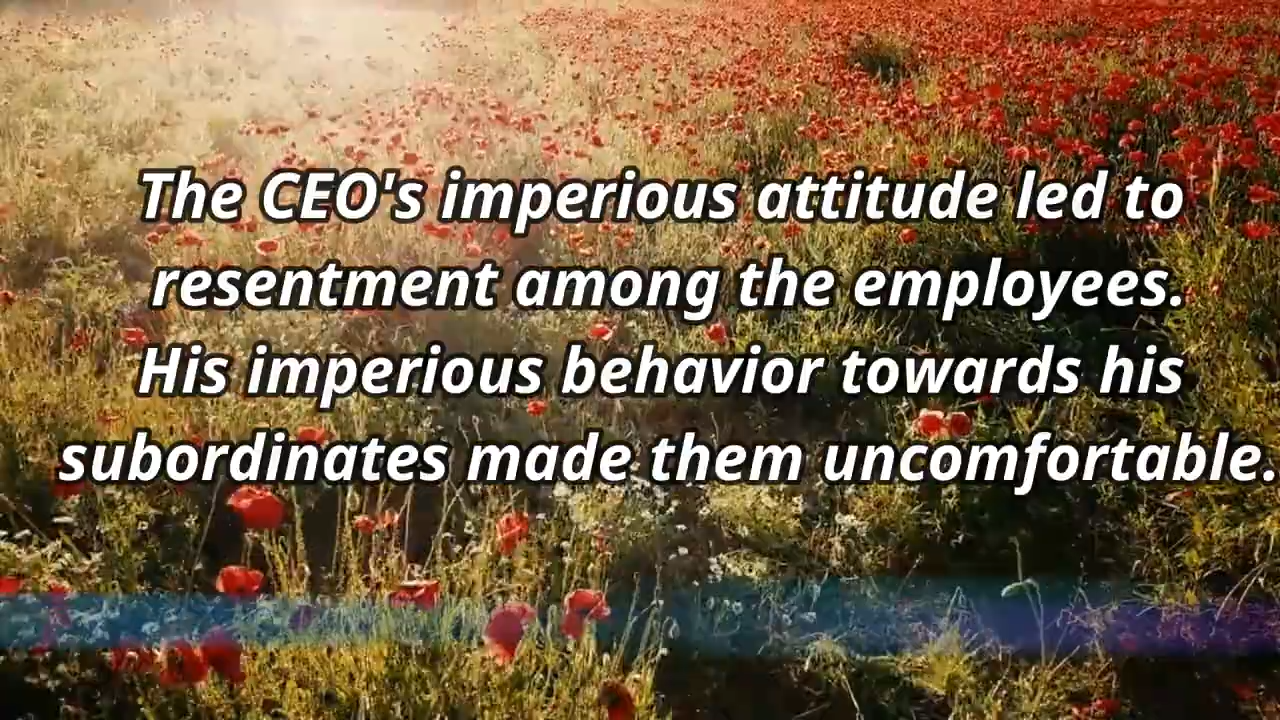 The CEO's imperious attitude led to
resentment among the employees.
His imperious behavior towards his
subordinates made them uncomfortable.